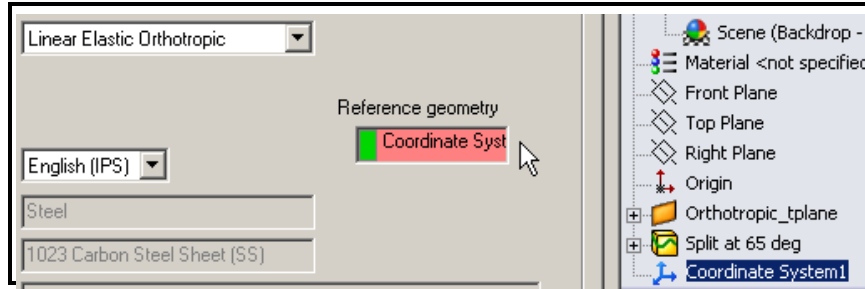 Linear Elastic Orthotropic
Reference geometry
Coordinate Syst
English (IPS)
Steel
1023 Carbon Steel Sheet (SS)
Scene (Backdrop -
Material <not specified
Front Plane
Top Plane
Right Plane
Origin
Orthotropic_tplane
Split at 65 deg
Coordinate System1